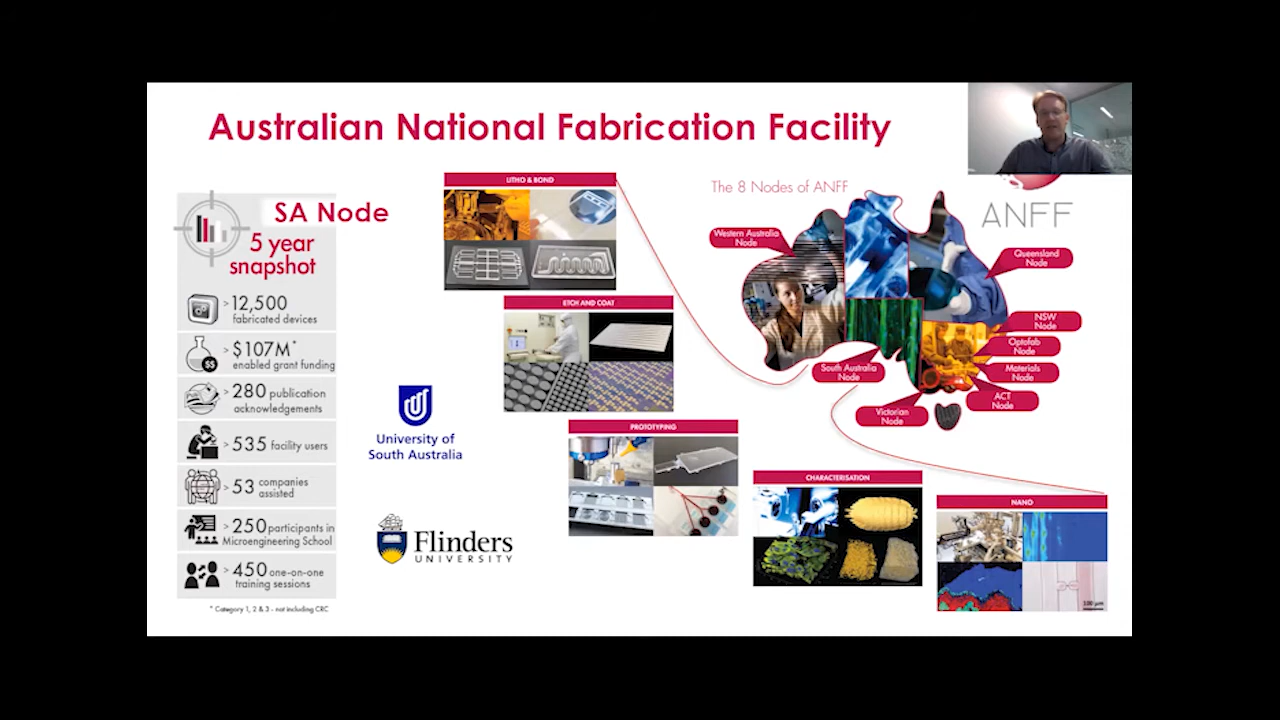 Australian National Fabrication Facility
SA Node
5 year
snapshot
> 12,500
fabricated devices
> $107M*
enabled grant funding
> 280 publication
acknowledgements
> 535 facility users
> 53 companies
assisted
> 250 participants in
Microengineering School
> 450 one-on-one
training sessions
* Category 1, 2 & 3 - not including CRC
University of
South Australia
Flinders
UNIVERSITY
LITHO & BOND
ETCH AND COAT
PROTOTYPING
CHARACTERISATION
NANO
100 µm
The 8 Nodes of ANFF
ANFF
Western Australia
Node
Queensland
Node
NSW
Node
Optofab
Node
Materials
Node
ACT
Node
South Australia
Node
Victorian
Node